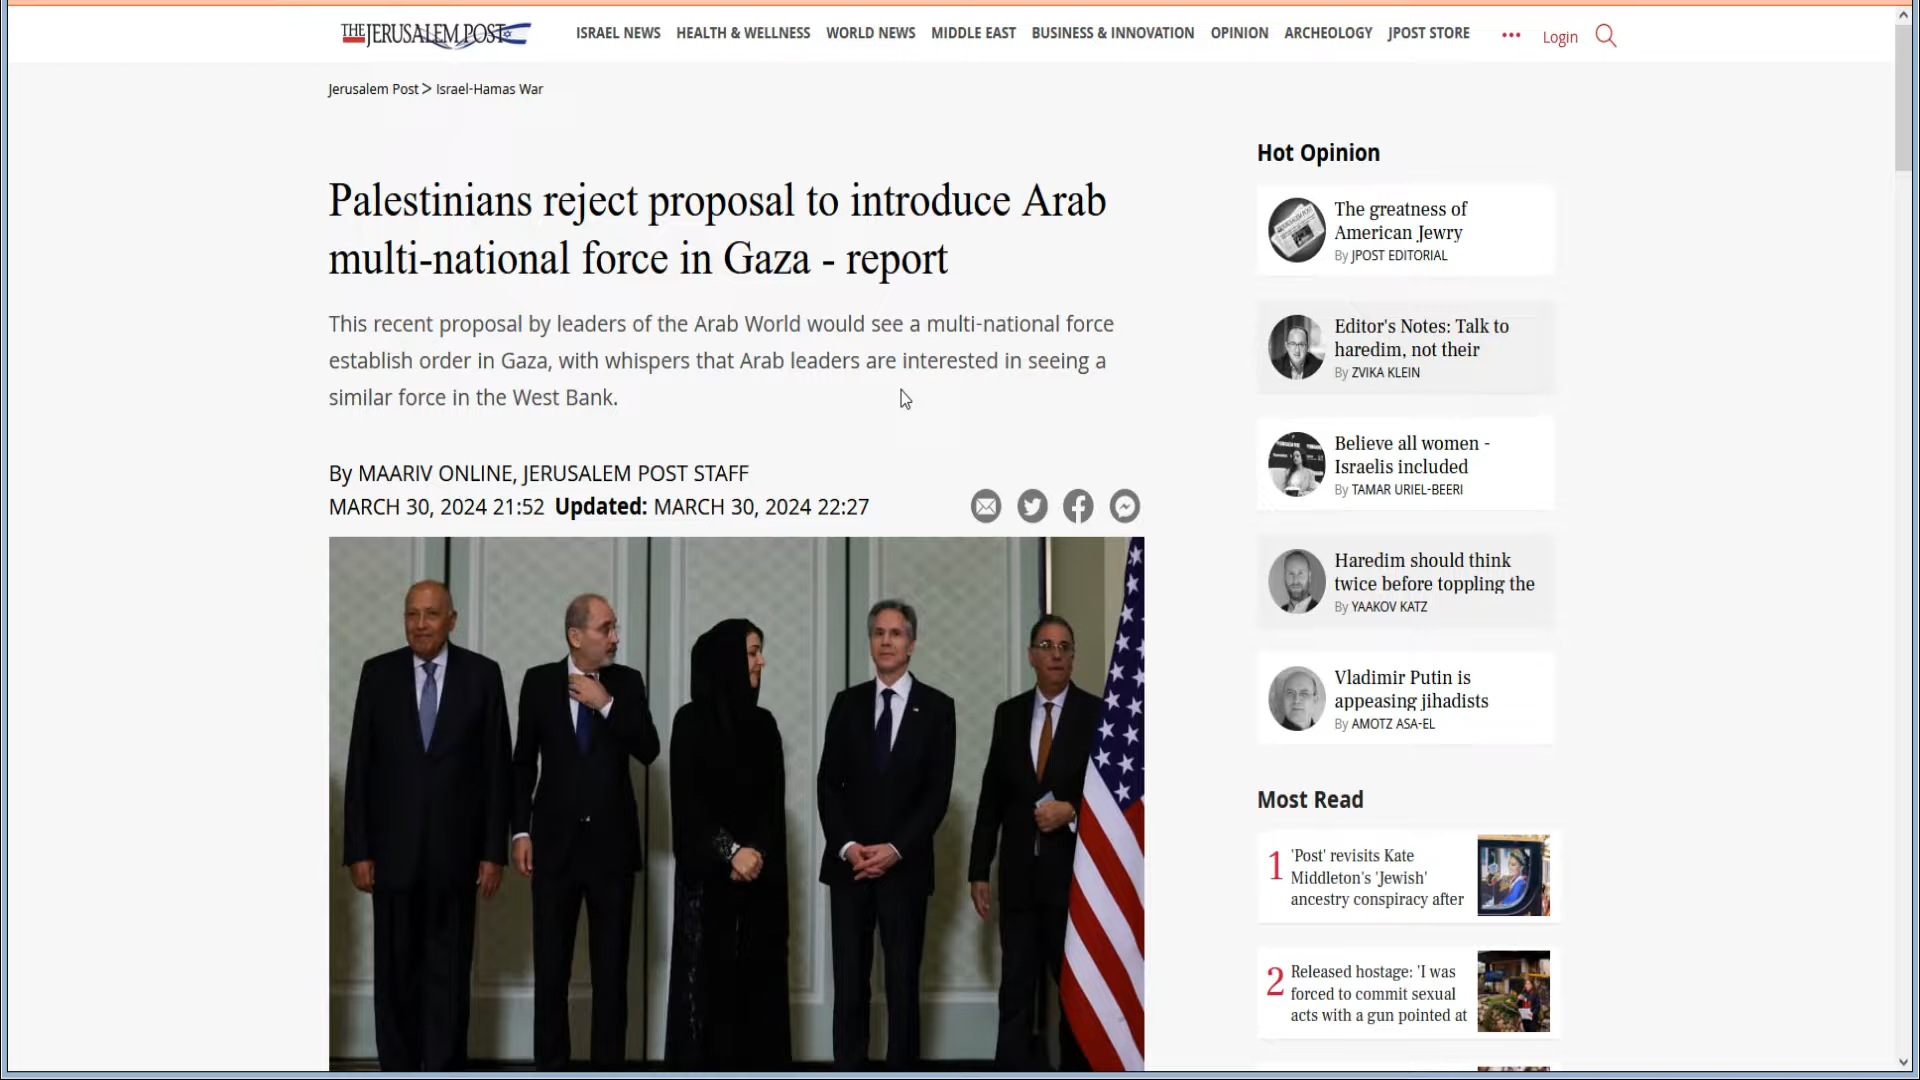 THE JERUSALEM POST
ISRAEL NEWS HEALTH & WELLNESS WORLD NEWS MIDDLE EAST BUSINESS & INNOVATION OPINION ARCHEOLOGY JPOST STORE ••• Login
Jerusalem Post > Israel-Hamas War
Palestinians reject proposal to introduce Arab
multi-national force in Gaza - report
This recent proposal by leaders of the Arab World would see a multi-national force
establish order in Gaza, with whispers that Arab leaders are interested in seeing a
similar force in the West Bank.
By MAARIV ONLINE, JERUSALEM POST STAFF
MARCH 30, 2024 21:52 Updated: MARCH 30, 2024 22:27
Hot Opinion
The greatness of
American Jewry
By JPOST EDITORIAL
Editor's Notes: Talk to
haredim, not their
By ZVIKA KLEIN
Believe all women -
Israelis included
By TAMAR URIEL-BEERI
Haredim should think
twice before toppling the
By YAAKOV KATZ
Vladimir Putin is
appeasing jihadists
By AMOTZ ASA-EL
Most Read
1 'Post' revisits Kate
Middleton's 'Jewish'
ancestry conspiracy after
2 Released hostage: 'I was
forced to commit sexual
acts with a gun pointed at